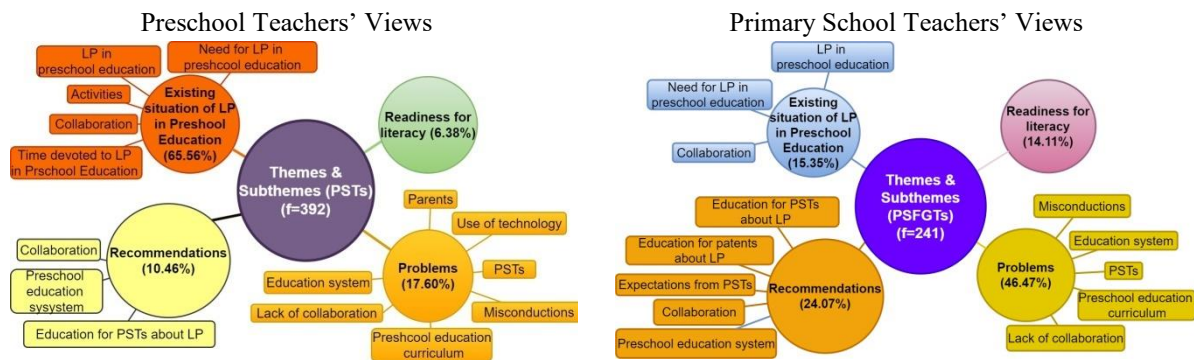 Preschool Teachers' Views
LP in
preschool education
Need for LP in
preshcool education
Activities
Collaboration
Time devoted to LP
in Prschool Education
Existing
situation of LP
in Preshool
Education
(65.56%)
Readiness for
literacy (6.38%)
Themes &
Subthemes (PSTs)
(f=392)
Collaboration
Preschool
education
sysystem
Education for PSTs about LP
Recommendations
(10.46%)
Parents
Use of technology
PSTs
Misconductions
Education system
Lack of collaboration
Preshcool education
curriculum
Problems
(17.60%)
Primary School Teachers' Views
LP in
preschool education
Need for LP in
preschool education
Collaboration
Existing
situation of LP
in Preschool
Education
(15.35%)
Readiness for
literacy
(14.11%)
Themes &
Subthemes
(PSFGTs)
(f=241)
Education for PSTs
about LP
Education for patents
about LP
Expectations from PSTs
Collaboration
Preschool education system
Recommendations
(24.07%)
Misconductions
Education system
PSTs
Preschool education
curriculum
Lack of collaboration
Problems
(46.47%)